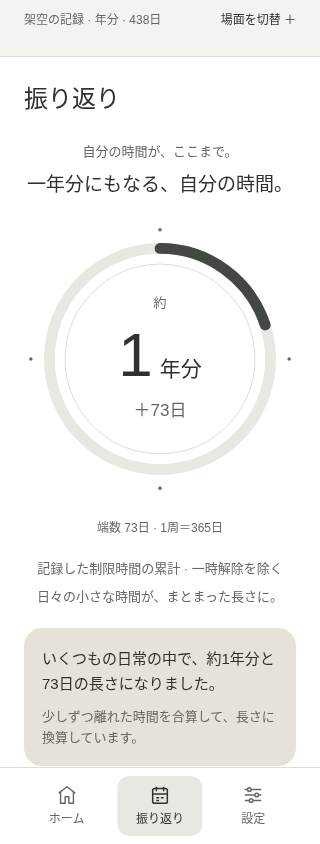 架空の記録 · 年分 · 438日
場面を切替 ＋
振り返り
自分の時間が、ここまで。
一年分にもなる、自分の時間。
約
1 年分
＋73日
端数 73日 · 1周＝365日
記録した制限時間の累計 · 一時解除を除く
日々の小さな時間が、まとまった長さに。
いくつもの日常の中で、約1年分と
73日の長さになりました。
少しずつ離れた時間を合算して、長さに
換算しています。
ホーム
振り返り
設定